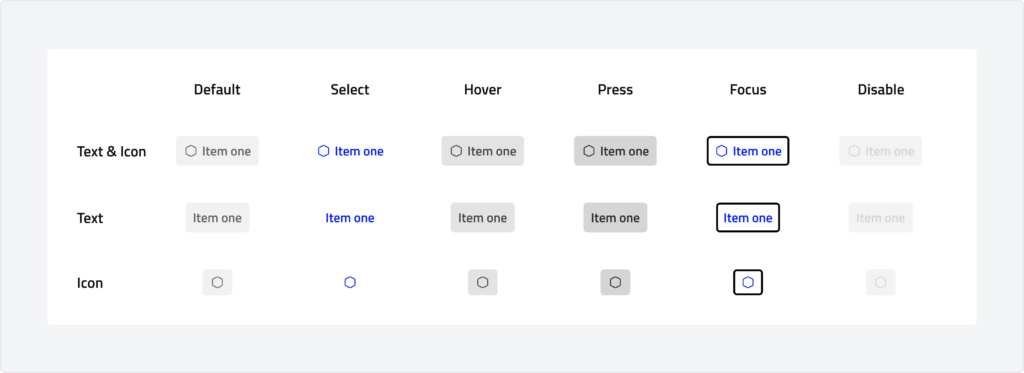 Default Select Hover Press Focus Disable
Text & Icon Item one Item one Item one Item one Item one Item one
Text Item one Item one Item one Item one Item one Item one
Icon